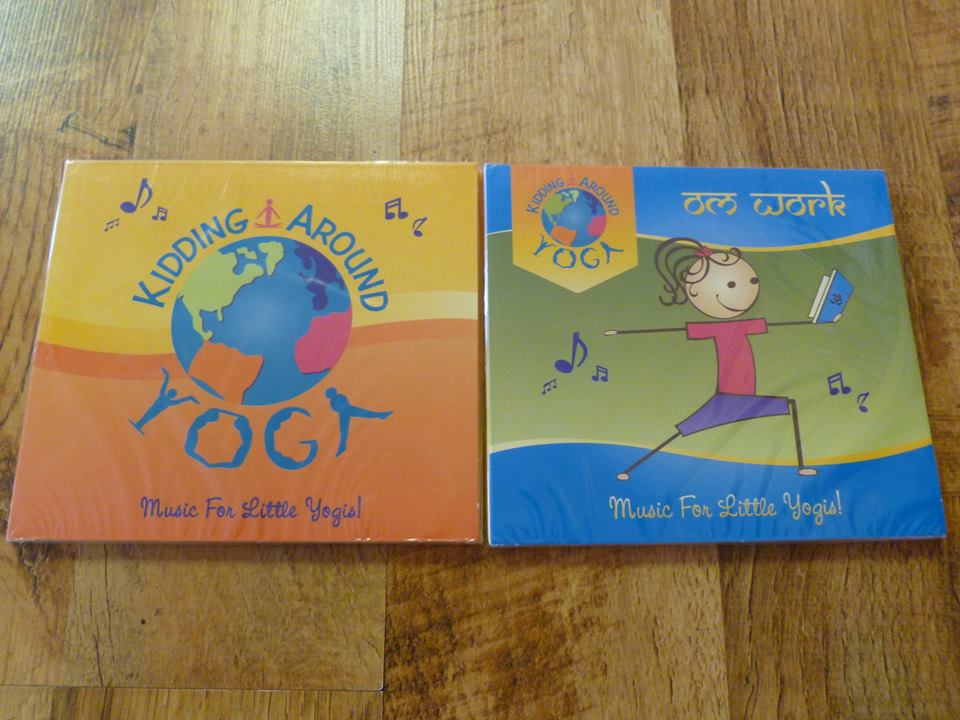 KIDDING AROUND
YOGA
Music For Little Yogis!
KIDDING AROUND
YOGA
om work
ॐ
Music For Little Yogis!